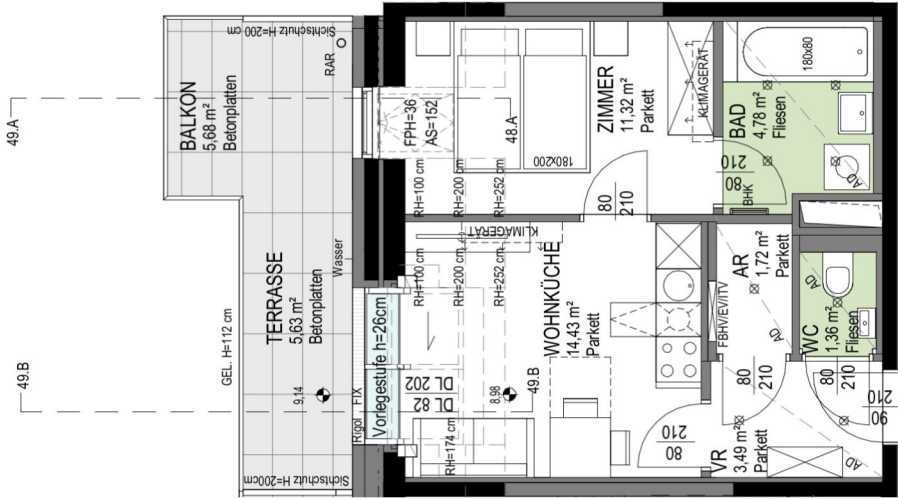 Sichtschutz H=200 cm
RAR
BALKON
5,68 m²
Betonplatten
49.A
FPH=36
AS=152
48.A
180x200
ZIMMER
11,32 m²
Parkett
KLIMAGERÄT
180x80
BAD
4,78 m²
Fliesen
AD
80
210
BHK
80
210
RH=100 cm
RH=200 cm
RH=252 cm
KLIMAGERÄT
RH=100 cm
RH=200 cm
RH=252 cm
TERRASSE
5,63 m²
Betonplatten
Wasser
GEL. H=112 cm
9,14
49.B
Rigol
FIX
Vorlegestufe h=26cm
DL 82
DL 202
8,98
49.B
RH=174 cm
Sichtschutz H=200cm
WOHNKÜCHE
14,43 m²
Parkett
FBHV/EV/ITV
AR
1,72 m²
Parkett
AD
AD
WC
1,36 m²
Fliesen
80
210
80
210
80
210
VR
3,49 m²
Parkett
AD
90
210